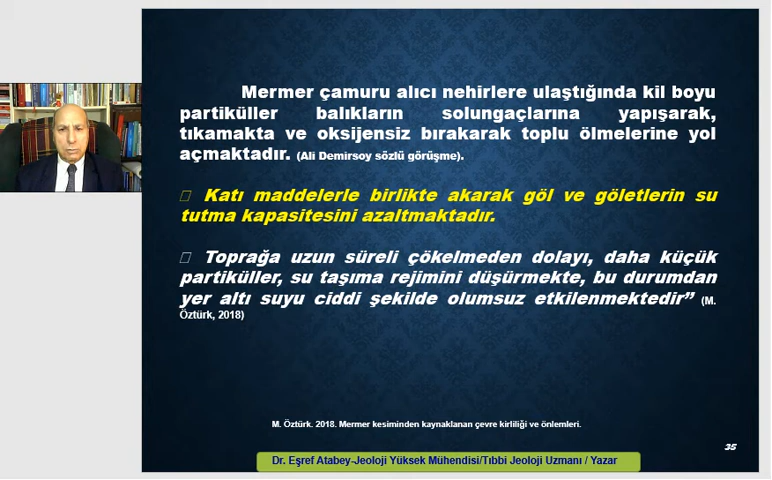 Mermer çamuru alıcı nehirlere ulaştığında kil boyu
partiküller balıkların solungaçlarına yapışarak,
tıkamakta ve oksijensiz bırakarak toplu ölmelerine yol
açmaktadır. (Ali Demirsoy sözlü görüşme).
□ Katı maddelerle birlikte akarak göl ve göletlerin su
tutma kapasitesini azaltmaktadır.
□ Toprağa uzun süreli çökelmeden dolayı, daha küçük
partiküller, su taşıma rejimini düşürmekte, bu durumdan
yer altı suyu ciddi şekilde olumsuz etkilenmektedir” (M.
Öztürk, 2018)
M. Öztürk. 2018. Mermer kesiminden kaynaklanan çevre kirliliği ve önlemleri.
35
Dr. Eşref Atabey-Jeoloji Yüksek Mühendisi/Tıbbi Jeoloji Uzmanı / Yazar